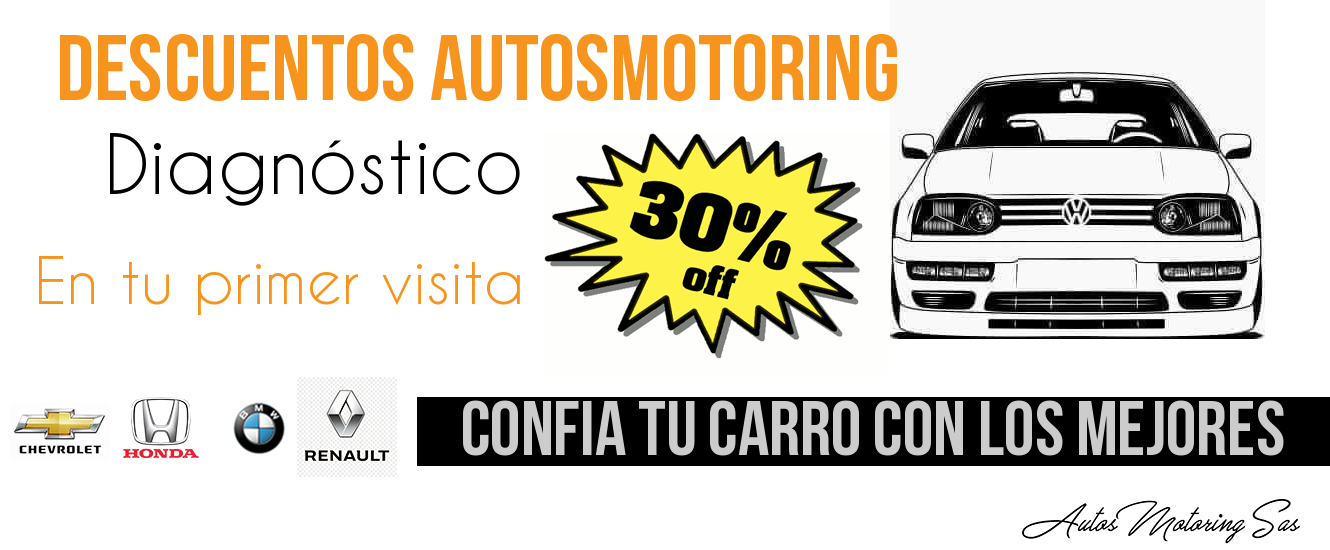 DESCUENTOS AUTOSMOTORING
Diagnóstico
30%
off
En tu primer visita
CHEVROLET
HONDA
BMW
RENAULT
CONFIA TU CARRO CON LOS MEJORES
Autos Motoring Sas